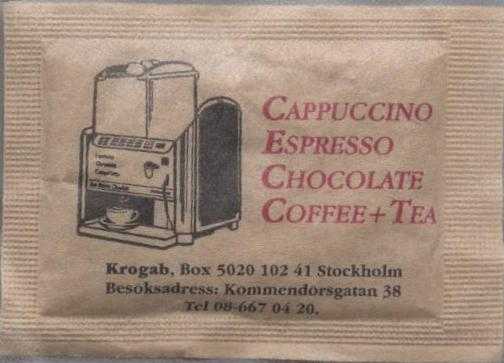 CAPPUCCINO
ESPRESSO
CHOCOLATE
COFFEE+TEA
Krogab, Box 5020 102 41 Stockholm
Besoksadress: Kommendörsgatan 38
Tel 08-667 04 20.